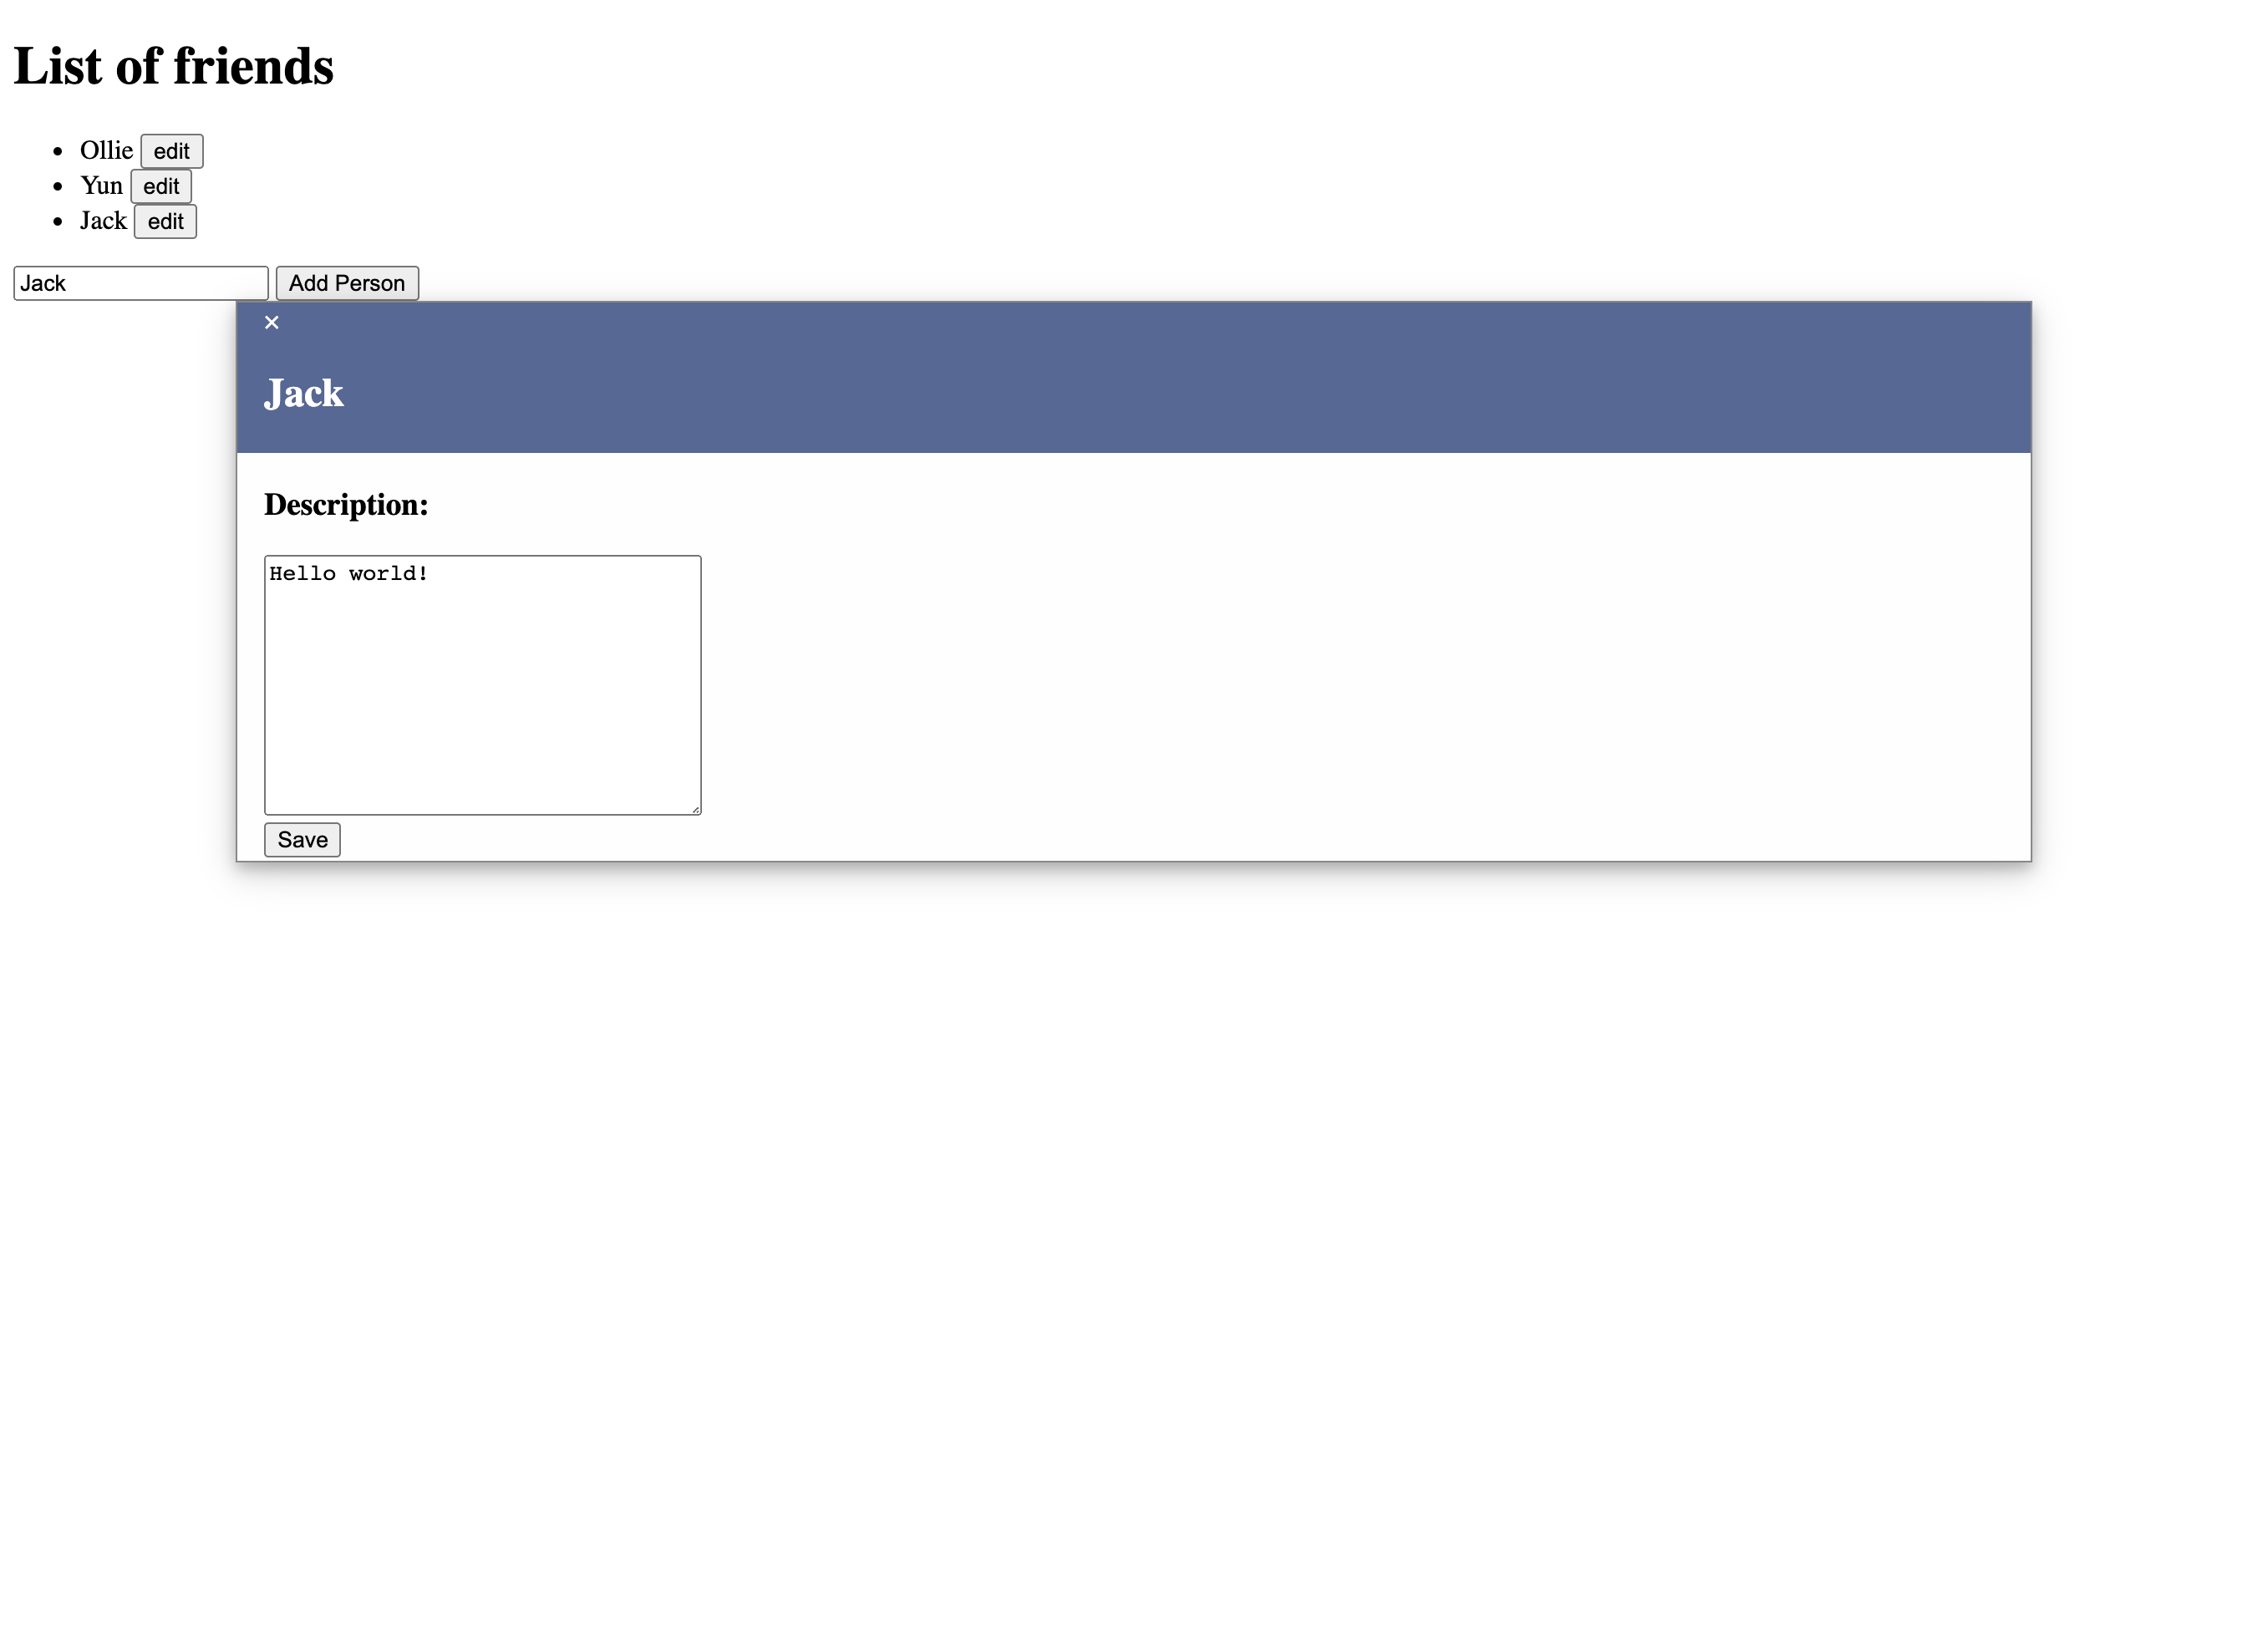 List of friends
Ollie edit
Yun edit
Jack edit
Jack Add Person
×
Jack
Description:
Hello world!
Save